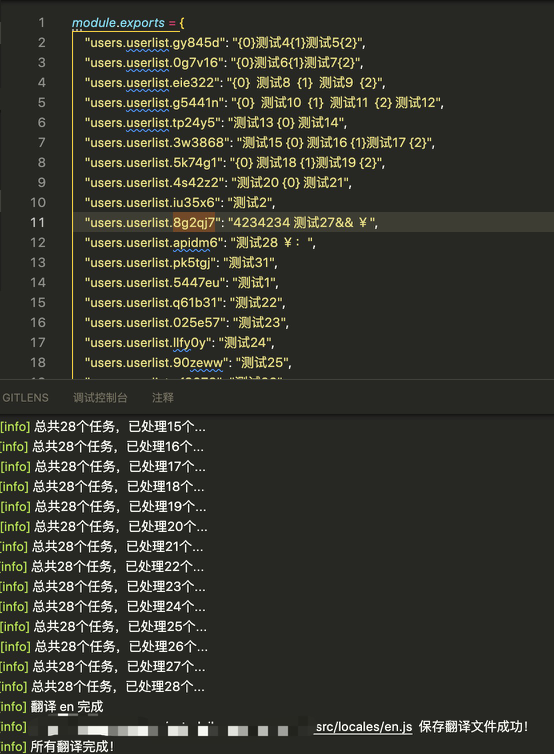 1 module.exports = {
2 "users.userlist.gy845d": "{0}测试4{1}测试5{2}",
3 "users.userlist.0g7v16": "{0}测试6{1}测试7{2}",
4 "users.userlist.eie322": "{0} 测试8 {1} 测试9 {2}",
5 "users.userlist.g5441n": "{0} 测试10 {1} 测试11 {2} 测试12",
6 "users.userlist.tp24y5": "测试13 {0} 测试14",
7 "users.userlist.3w3868": "测试15 {0} 测试16 {1}测试17 {2}",
8 "users.userlist.5k74g1": "{0} 测试18 {1}测试19 {2}",
9 "users.userlist.4s42z2": "测试20 {0} 测试21",
10 "users.userlist.iu35x6": "测试2",
11 "users.userlist.8g2qj7": "4234234 测试27&& ￥",
12 "users.userlist.apidm6": "测试28 ￥：",
13 "users.userlist.pk5tgj": "测试31",
14 "users.userlist.5447eu": "测试1",
15 "users.userlist.q61b31": "测试22",
16 "users.userlist.025e57": "测试23",
17 "users.userlist.llfy0y": "测试24",
18 "users.userlist.90zeww": "测试25",
GITLENS 调试控制台 注释
[info] 总共28个任务，已处理15个...
[info] 总共28个任务，已处理16个...
[info] 总共28个任务，已处理17个...
[info] 总共28个任务，已处理18个...
[info] 总共28个任务，已处理19个...
[info] 总共28个任务，已处理20个...
[info] 总共28个任务，已处理21个...
[info] 总共28个任务，已处理22个...
[info] 总共28个任务，已处理23个...
[info] 总共28个任务，已处理24个...
[info] 总共28个任务，已处理25个...
[info] 总共28个任务，已处理26个...
[info] 总共28个任务，已处理27个...
[info] 总共28个任务，已处理28个...
[info] 翻译 en 完成
[info] src/locales/en.js 保存翻译文件成功！
[info] 所有翻译完成！